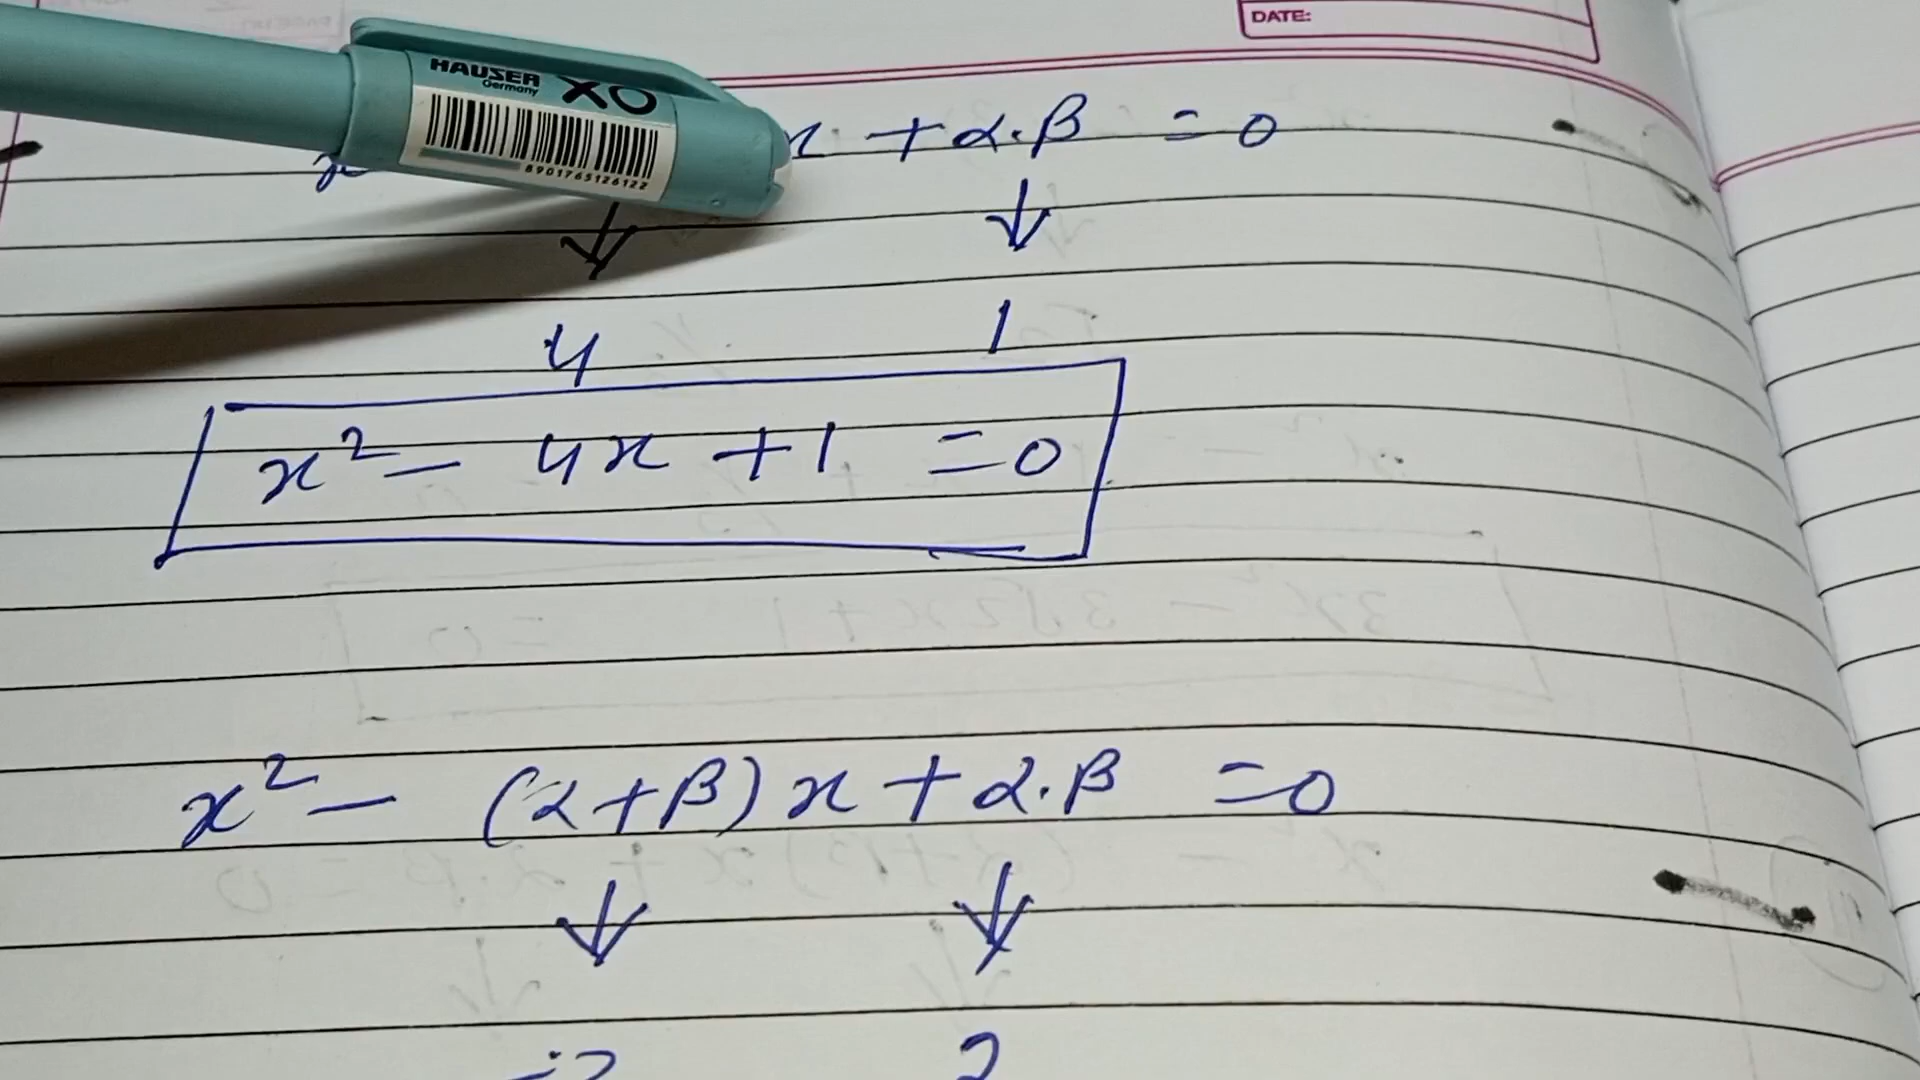 DATE:
HAUSER XO
Germany
8901765126122
x + α.β = 0
↓ ↓
4 1
x² - 4x + 1 = 0
x² - (α+β)x + α.β = 0
↓ ↓